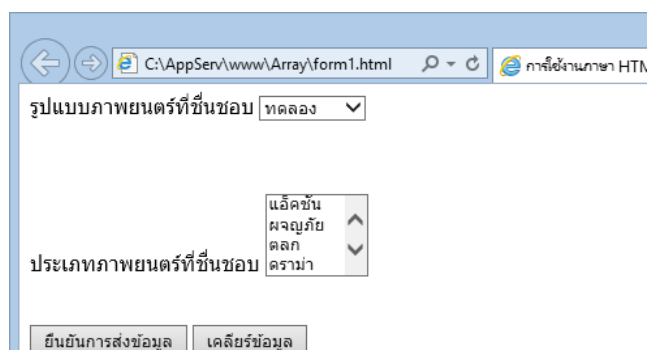 C:\AppServ\www\Array\form1.html
การใช้งานภาษา HTM
รูปแบบภาพยนตร์ที่ชื่นชอบ ทดลอง
แอ็คชัน
ผจญภัย
ตลก
ประเภทภาพยนตร์ที่ชื่นชอบ ดราม่า
ยืนยันการส่งข้อมูล เคลียร์ข้อมูล